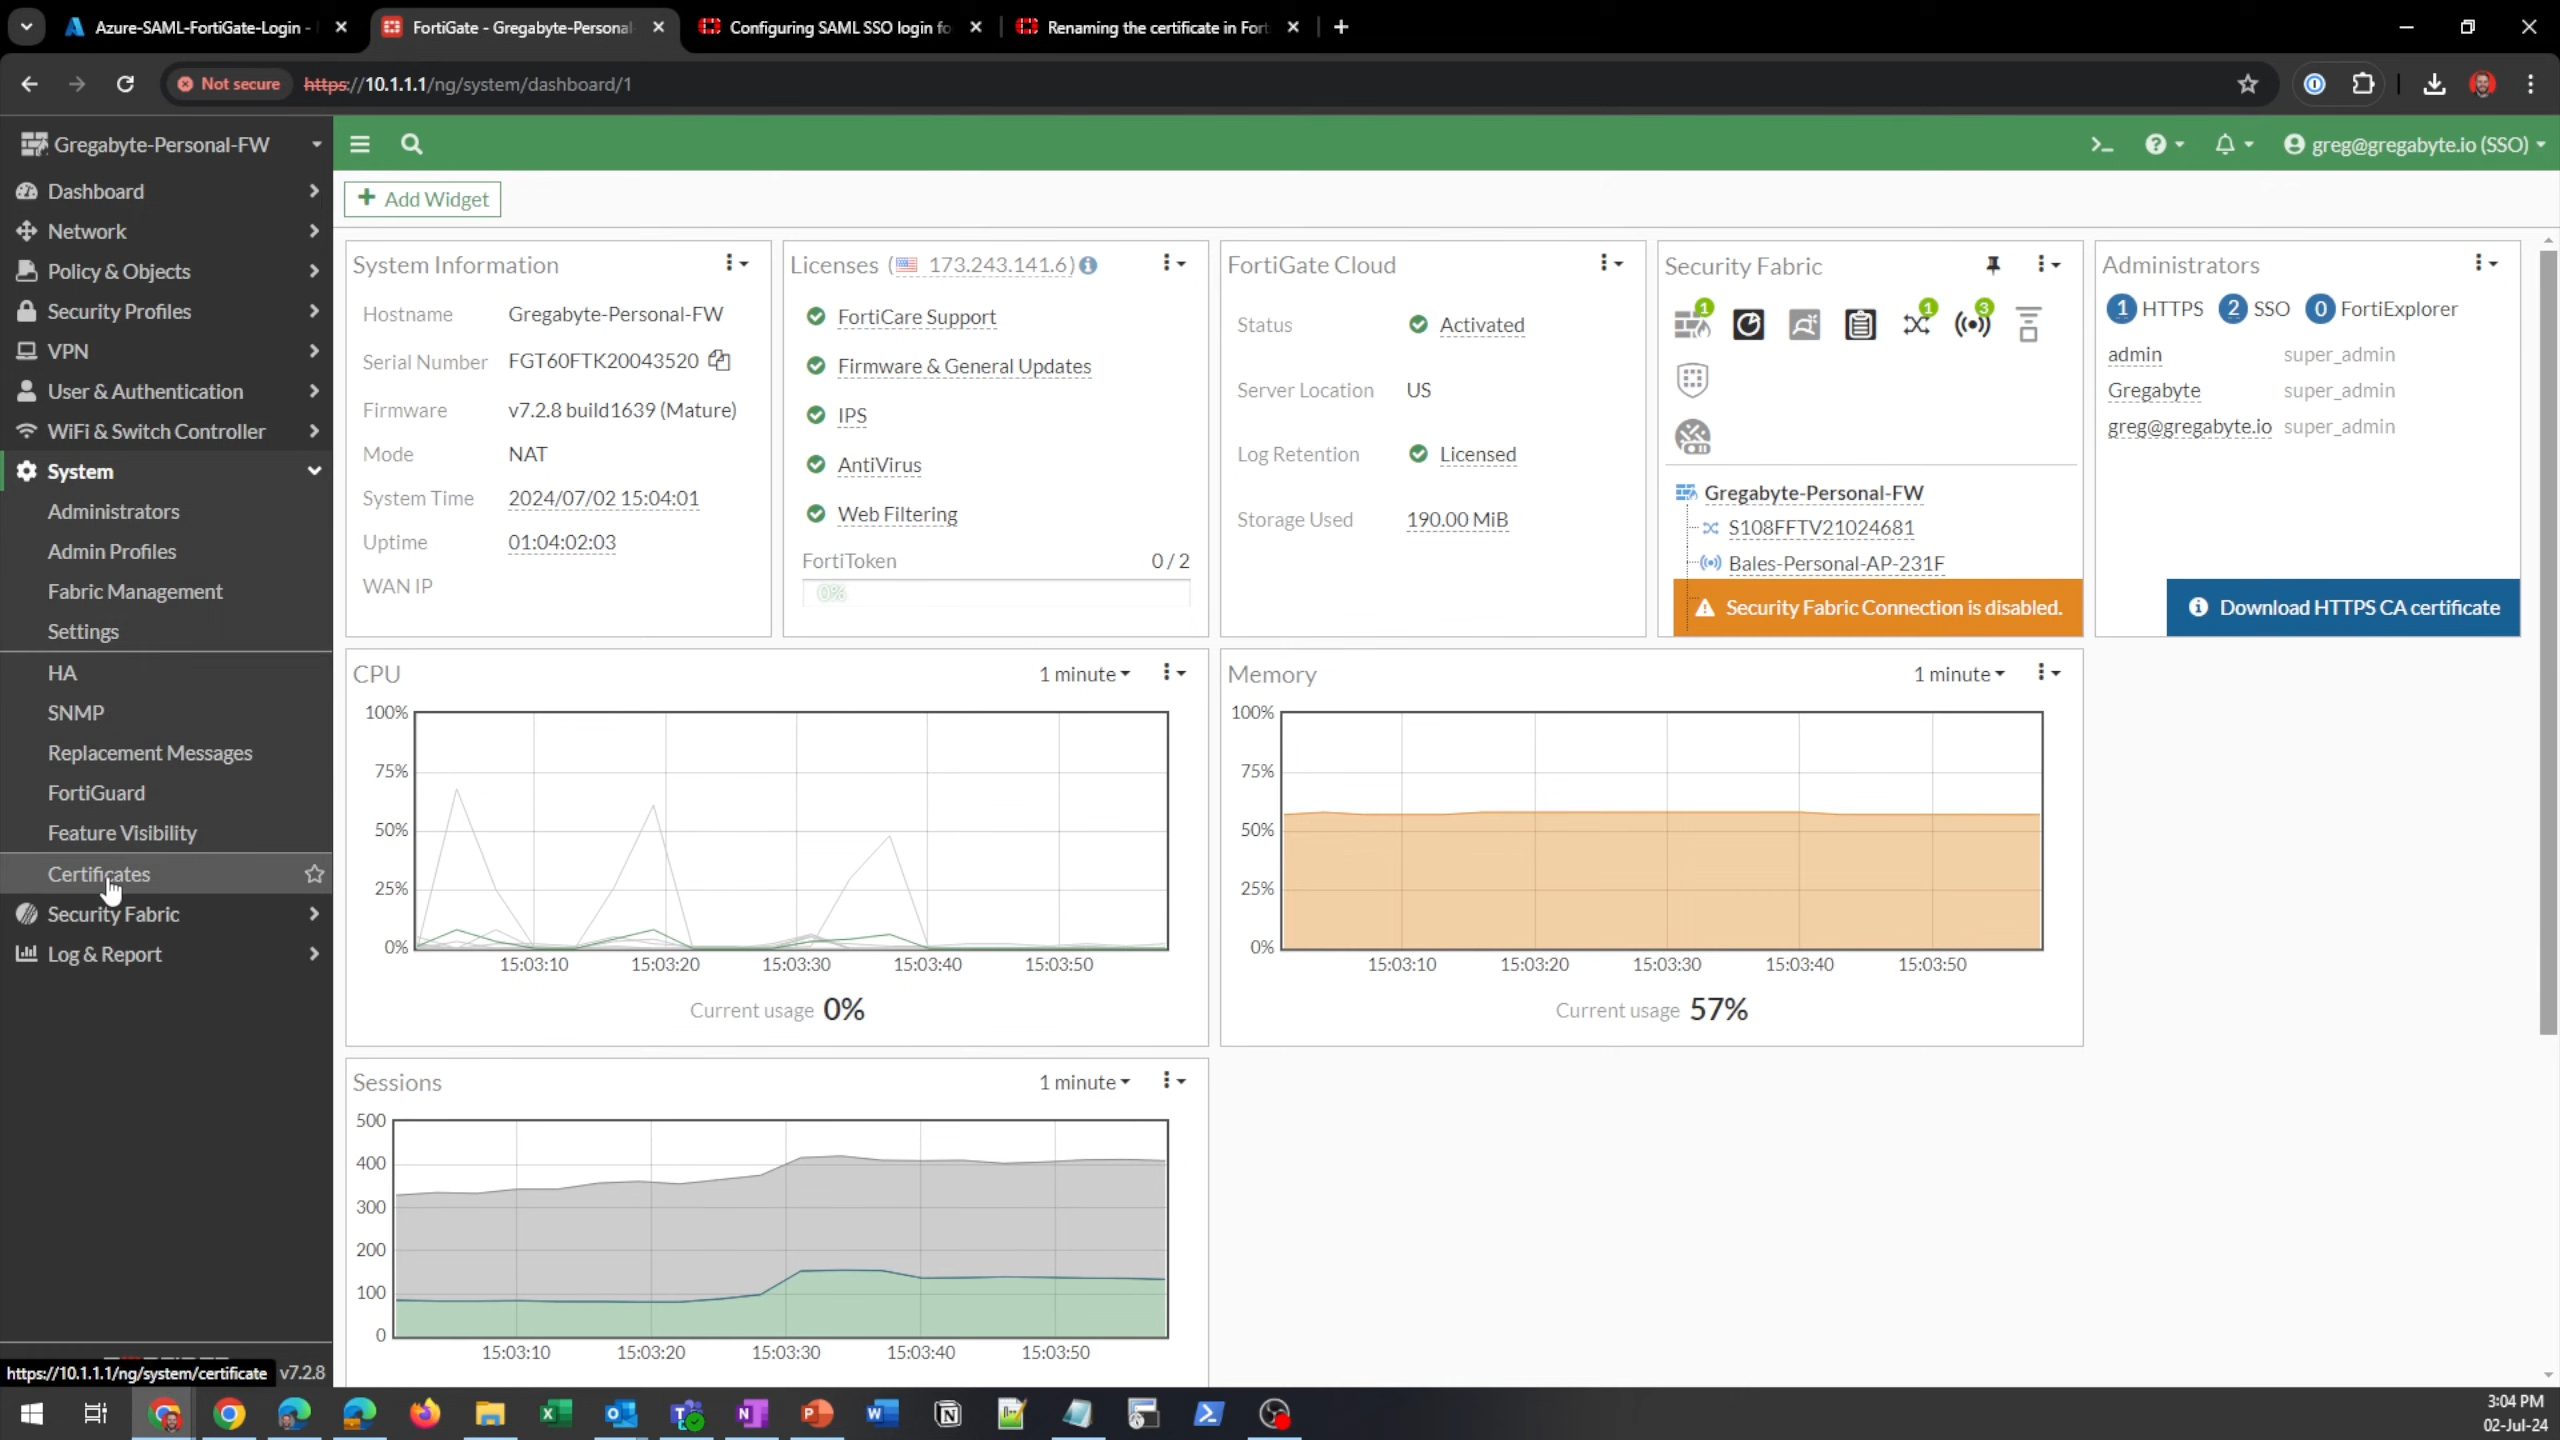 Azure-SAML-FortiGate-Login -
FortiGate - Gregabyte-Personal-
Configuring SAML SSO login fo
Renaming the certificate in Fort
Not secure
https://10.1.1.1/ng/system/dashboard/1
Gregabyte-Personal-FW
greg@gregabyte.io (SSO)
Dashboard
Network
Policy & Objects
Security Profiles
VPN
User & Authentication
WiFi & Switch Controller
System
Administrators
Admin Profiles
Fabric Management
Settings
HA
SNMP
Replacement Messages
FortiGuard
Feature Visibility
Certificates
Security Fabric
Log & Report
https://10.1.1.1/ng/system/certificate
v7.2.8
+ Add Widget
System Information
Hostname Gregabyte-Personal-FW
Serial Number FGT60FTK20043520
Firmware v7.2.8 build1639 (Mature)
Mode NAT
System Time 2024/07/02 15:04:01
Uptime 01:04:02:03
WAN IP
Licenses (173.243.141.6)
FortiCare Support
Firmware & General Updates
IPS
AntiVirus
Web Filtering
FortiToken 0 / 2
0%
FortiGate Cloud
Status Activated
Server Location US
Log Retention Licensed
Storage Used 190.00 MiB
Security Fabric
1
1
3
Gregabyte-Personal-FW
S108FFTV21024681
Bales-Personal-AP-231F
Security Fabric Connection is disabled.
Administrators
1 HTTPS 2 SSO 0 FortiExplorer
admin super_admin
Gregabyte super_admin
greg@gregabyte.io super_admin
Download HTTPS CA certificate
CPU 1 minute
100%
75%
50%
25%
0%
15:03:10 15:03:20 15:03:30 15:03:40 15:03:50
Current usage 0%
Memory 1 minute
100%
75%
50%
25%
0%
15:03:10 15:03:20 15:03:30 15:03:40 15:03:50
Current usage 57%
Sessions 1 minute
500
400
300
200
100
0
15:03:10 15:03:20 15:03:30 15:03:40 15:03:50
3:04 PM
02-Jul-24